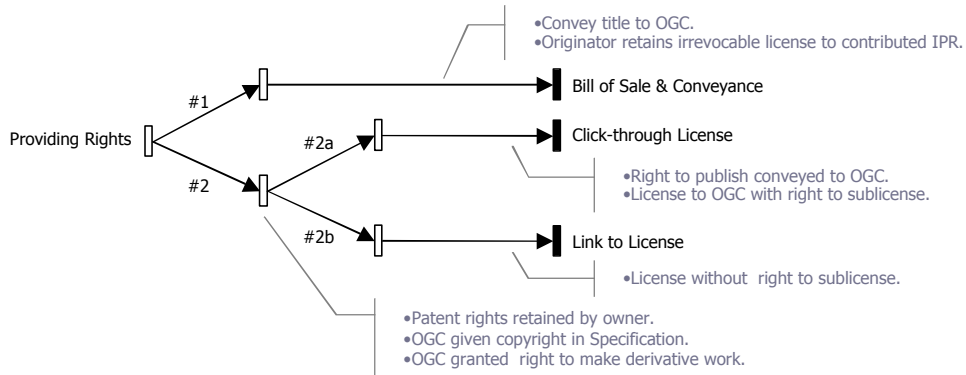 •Convey title to OGC.
•Originator retains irrevocable license to contributed IPR.
Bill of Sale & Conveyance
#1
Providing Rights
#2a
Click-through License
#2
•Right to publish conveyed to OGC.
•License to OGC with right to sublicense.
#2b
Link to License
•License without right to sublicense.
•Patent rights retained by owner.
•OGC given copyright in Specification.
•OGC granted right to make derivative work.